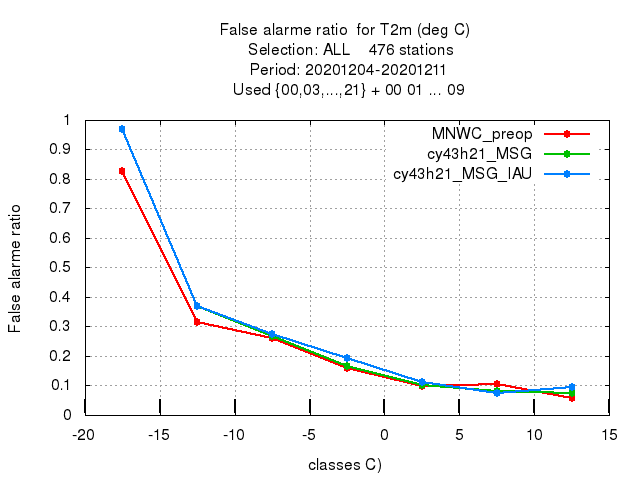 False alarme ratio  for T2m (deg C)
Selection: ALL    476 stations
Period: 20201204-20201211
Used {00,03,...,21} + 00 01 ... 09
MNWC_preop
cy43h21_MSG
cy43h21_MSG_IAU
False alarme ratio
1
0.9
0.8
0.7
0.6
0.5
0.4
0.3
0.2
0.1
0
-20 -15 -10 -5 0 5 10 15
classes C)